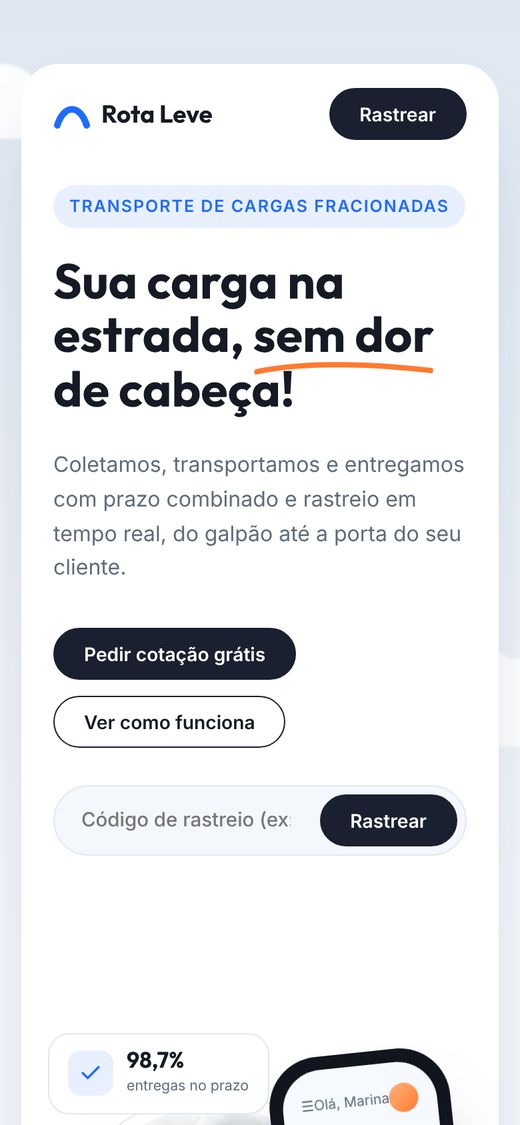 Rota Leve
Rastrear
TRANSPORTE DE CARGAS FRACIONADAS
Sua carga na
estrada, sem dor
de cabeça!
Coletamos, transportamos e entregamos
com prazo combinado e rastreio em
tempo real, do galpão até a porta do seu
cliente.
Pedir cotação grátis
Ver como funciona
Código de rastreio (ex:
Rastrear
98,7%
entregas no prazo
Olá, Marina